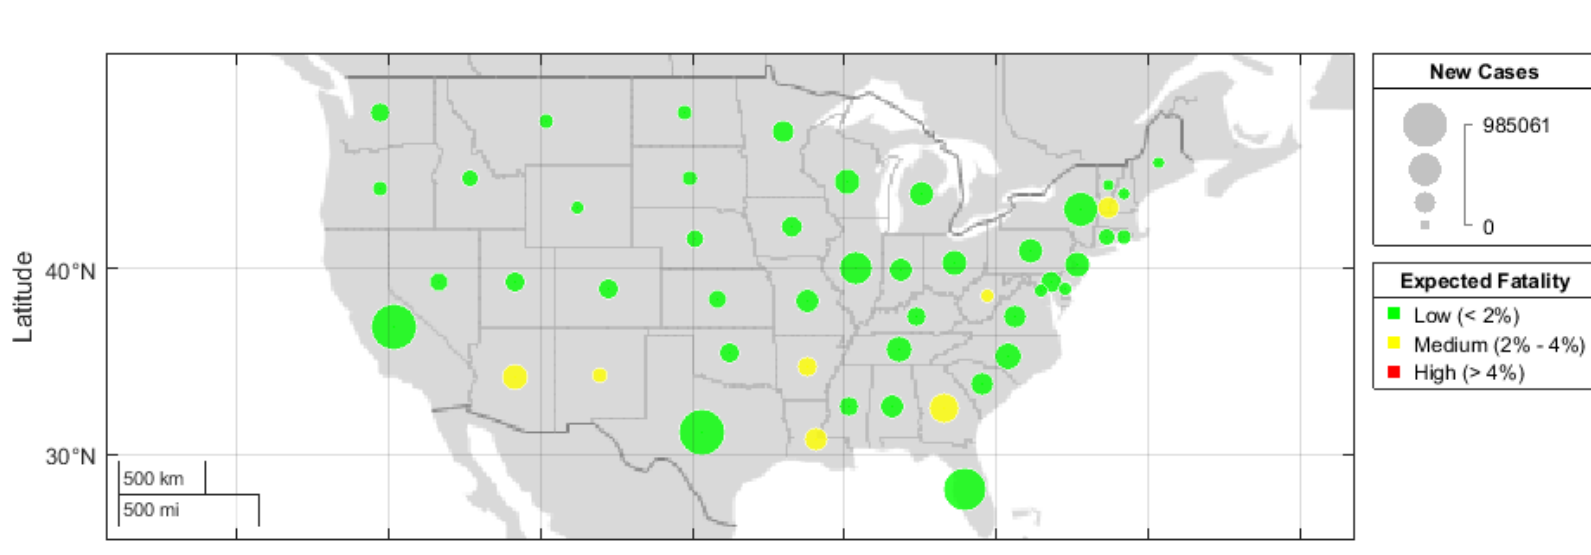 New Cases
985061
0
Expected Fatality
Low (< 2%)
Medium (2% - 4%)
High (> 4%)
Latitude
40°N
30°N
500 km
500 mi